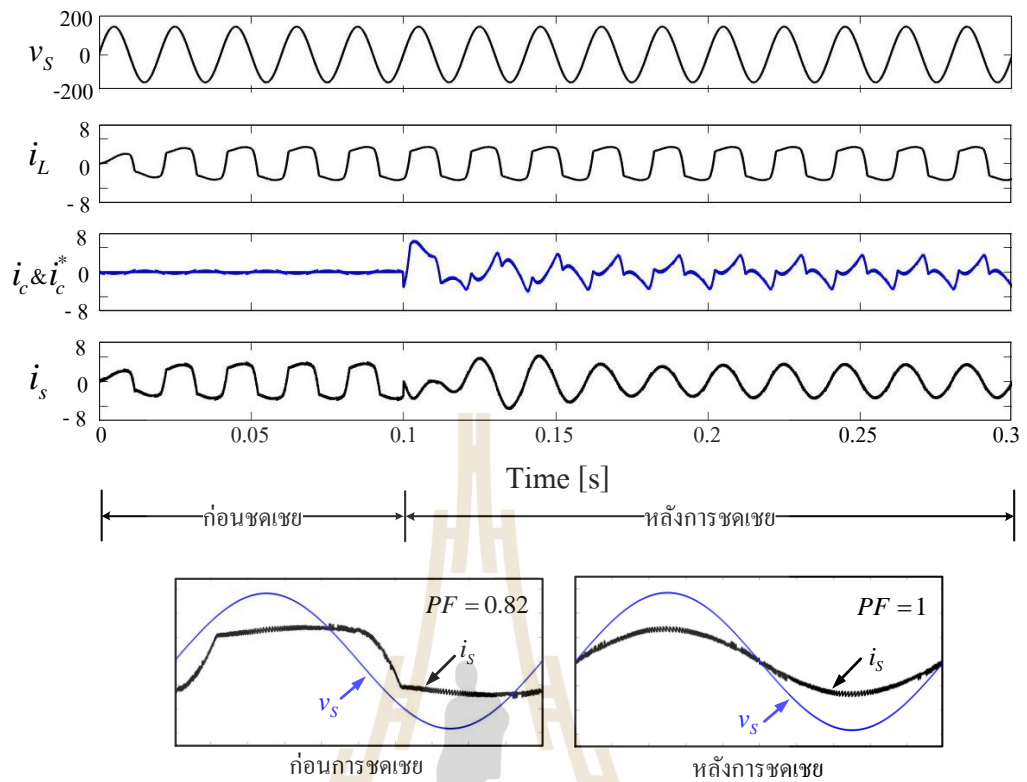 200
v_S
0
-200
8
i_L
0
- 8
8
i_c & i_c^*
0
- 8
8
i_s
0
- 8
0 0.05 0.1 0.15 0.2 0.25 0.3
Time [s]
ก่อนชดเชย หลังการชดเชย
PF = 0.82 PF = 1
i_s i_s
v_S v_S
ก่อนการชดเชย หลังการชดเชย